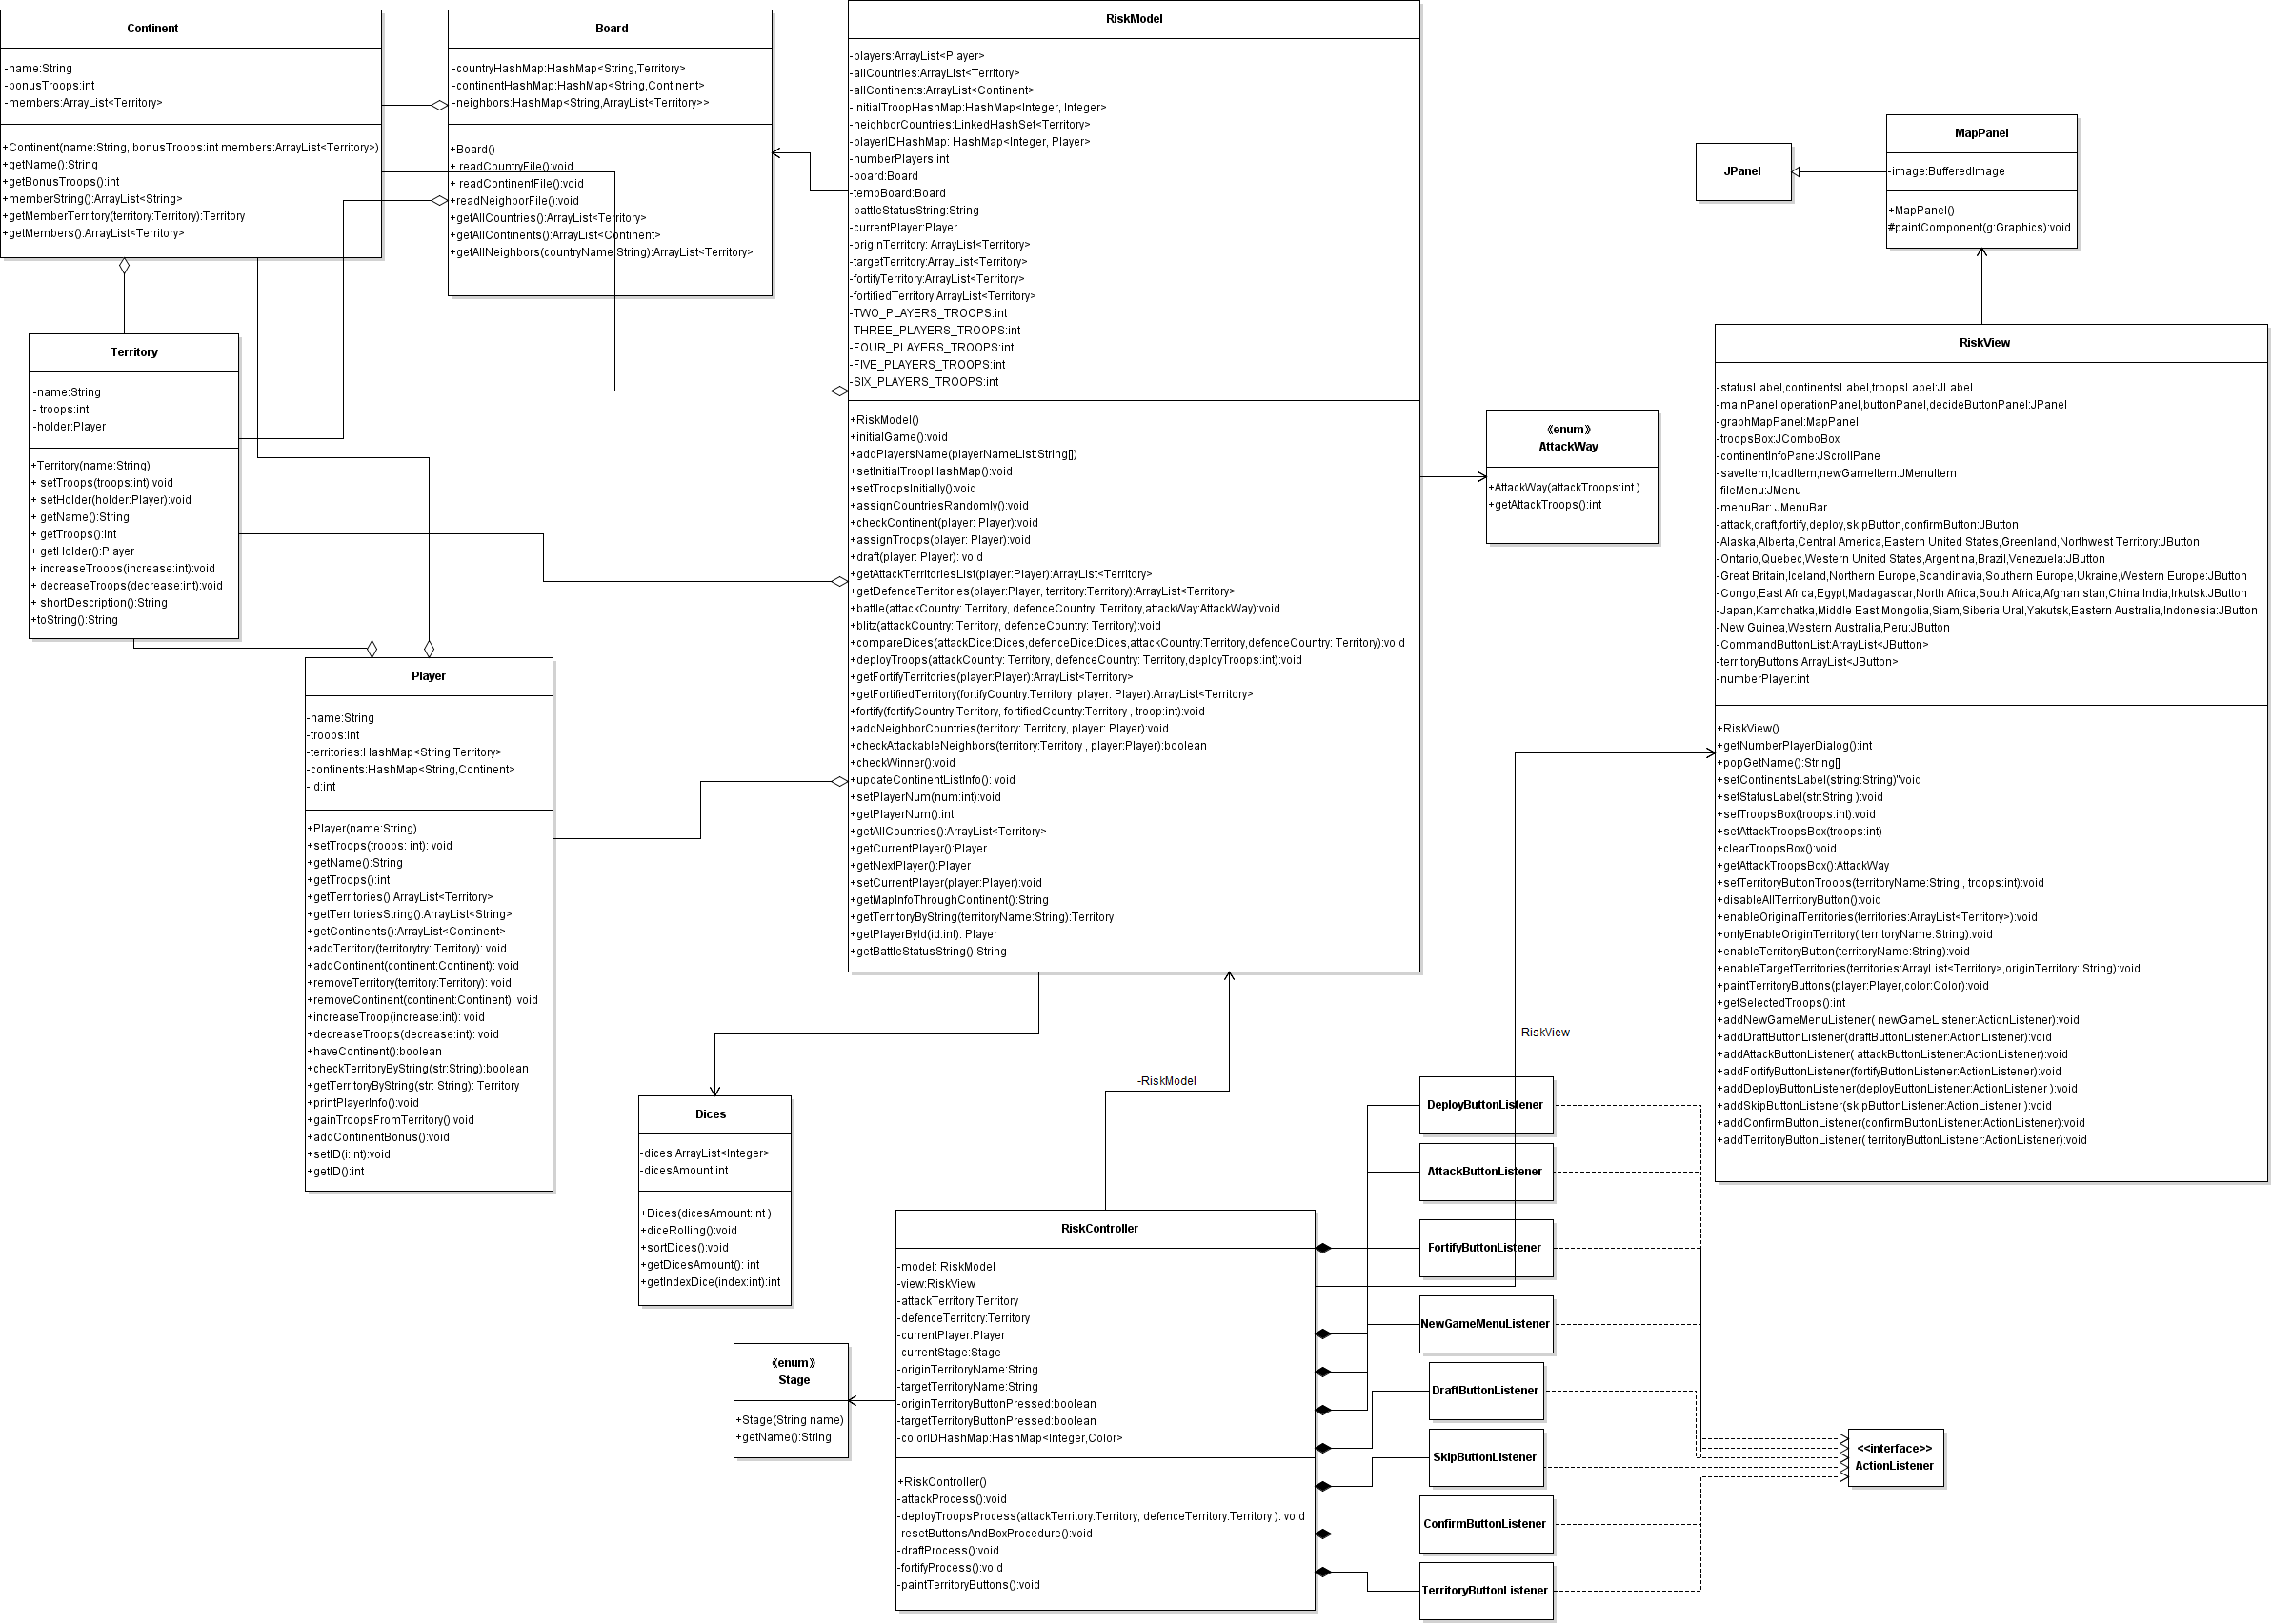 Continent
-name:String
-bonusTroops:int
-members:ArrayList<Territory>
+Continent(name:String, bonusTroops:int members:ArrayList<Territory>)
+getName():String
+getBonusTroops():int
+memberString():ArrayList<String>
+getMemberTerritory(territory:Territory):Territory
+getMembers():ArrayList<Territory>
Board
-countryHashMap:HashMap<String,Territory>
-continentHashMap:HashMap<String,Continent>
-neighbors:HashMap<String,ArrayList<Territory>>
+Board()
+ readCountryFile():void
+ readContinentFile():void
+readNeighborFile():void
+getAllCountries():ArrayList<Territory>
+getAllContinents():ArrayList<Continent>
+getAllNeighbors(countryName:String):ArrayList<Territory>
RiskModel
-players:ArrayList<Player>
-allCountries:ArrayList<Territory>
-allContinents:ArrayList<Continent>
-initialTroopHashMap:HashMap<Integer, Integer>
-neighborCountries:LinkedHashSet<Territory>
-playerIDHashMap: HashMap<Integer, Player>
-numberPlayers:int
-board:Board
-tempBoard:Board
-battleStatusString:String
-currentPlayer:Player
-originTerritory: ArrayList<Territory>
-targetTerritory:ArrayList<Territory>
-fortifyTerritory:ArrayList<Territory>
-fortifiedTerritory:ArrayList<Territory>
-TWO_PLAYERS_TROOPS:int
-THREE_PLAYERS_TROOPS:int
-FOUR_PLAYERS_TROOPS:int
-FIVE_PLAYERS_TROOPS:int
-SIX_PLAYERS_TROOPS:int
+RiskModel()
+initialGame():void
+addPlayersName(playerNameList:String[])
+setInitialTroopHashMap():void
+setTroopsInitially():void
+assignCountriesRandomly():void
+checkContinent(player: Player):void
+assignTroops(player: Player):void
+draft(player: Player): void
+getAttackTerritoriesList(player:Player):ArrayList<Territory>
+getDefenceTerritories(player:Player, territory:Territory):ArrayList<Territory>
+battle(attackCountry: Territory, defenceCountry: Territory,attackWay:AttackWay):void
+blitz(attackCountry: Territory, defenceCountry: Territory):void
+compareDices(attackDice:Dices,defenceDice:Dices,attackCountry:Territory,defenceCountry: Territory):void
+deployTroops(attackCountry: Territory, defenceCountry: Territory,deployTroops:int):void
+getFortifyTerritories(player:Player):ArrayList<Territory>
+getFortifiedTerritory(fortifyCountry:Territory ,player: Player):ArrayList<Territory>
+fortify(fortifyCountry:Territory, fortifiedCountry:Territory , troop:int):void
+addNeighborCountries(territory: Territory, player: Player):void
+checkAttackableNeighbors(territory:Territory , player:Player):boolean
+checkWinner():void
+updateContinentListInfo(): void
+setPlayerNum(num:int):void
+getPlayerNum():int
+getAllCountries():ArrayList<Territory>
+getCurrentPlayer():Player
+getNextPlayer():Player
+setCurrentPlayer(player:Player):void
+getMapInfoThroughContinent():String
+getTerritoryByString(territoryName:String):Territory
+getPlayerById(id:int): Player
+getBattleStatusString():String
JPanel
MapPanel
-image:BufferedImage
+MapPanel()
#paintComponent(g:Graphics):void
Territory
-name:String
- troops:int
-holder:Player
+Territory(name:String)
+ setTroops(troops:int):void
+ setHolder(holder:Player):void
+ getName():String
+ getTroops():int
+ getHolder():Player
+ increaseTroops(increase:int):void
+ decreaseTroops(decrease:int):void
+ shortDescription():String
+toString():String
《enum》
AttackWay
+AttackWay(attackTroops:int )
+getAttackTroops():int
RiskView
-statusLabel,continentsLabel,troopsLabel:JLabel
-mainPanel,operationPanel,buttonPanel,decideButtonPanel:JPanel
-graphMapPanel:MapPanel
-troopsBox:JComboBox
-continentInfoPane:JScrollPane
-saveItem,loadItem,newGameItem:JMenuItem
-fileMenu:JMenu
-menuBar: JMenuBar
-attack,draft,fortify,deploy,skipButton,confirmButton:JButton
-Alaska,Alberta,Central America,Eastern United States,Greenland,Northwest Territory:JButton
-Ontario,Quebec,Western United States,Argentina,Brazil,Venezuela:JButton
-Great Britain,Iceland,Northern Europe,Scandinavia,Southern Europe,Ukraine,Western Europe:JButton
-Congo,East Africa,Egypt,Madagascar,North Africa,South Africa,Afghanistan,China,India,Irkutsk:JButton
-Japan,Kamchatka,Middle East,Mongolia,Siam,Siberia,Ural,Yakutsk,Eastern Australia,Indonesia:JButton
-New Guinea,Western Australia,Peru:JButton
-CommandButtonList:ArrayList<JButton>
-territoryButtons:ArrayList<JButton>
-numberPlayer:int
+RiskView()
+getNumberPlayerDialog():int
+popGetName():String[]
+setContinentsLabel(string:String)"void
+setStatusLabel(str:String ):void
+setTroopsBox(troops:int):void
+setAttackTroopsBox(troops:int)
+clearTroopsBox():void
+getAttackTroopsBox():AttackWay
+setTerritoryButtonTroops(territoryName:String , troops:int):void
+disableAllTerritoryButton():void
+enableOriginalTerritories(territories:ArrayList<Territory>):void
+onlyEnableOriginTerritory( territoryName:String):void
+enableTerritoryButton(territoryName:String):void
+enableTargetTerritories(territories:ArrayList<Territory>,originTerritory: String):void
+paintTerritoryButtons(player:Player,color:Color):void
+getSelectedTroops():int
+addNewGameMenuListener( newGameListener:ActionListener):void
+addDraftButtonListener(draftButtonListener:ActionListener):void
+addAttackButtonListener( attackButtonListener:ActionListener):void
+addFortifyButtonListener(fortifyButtonListener:ActionListener):void
+addDeployButtonListener(deployButtonListener:ActionListener ):void
+addSkipButtonListener(skipButtonListener:ActionListener ):void
+addConfirmButtonListener(confirmButtonListener:ActionListener):void
+addTerritoryButtonListener( territoryButtonListener:ActionListener):void
Player
-name:String
-troops:int
-territories:HashMap<String,Territory>
-continents:HashMap<String,Continent>
-id:int
+Player(name:String)
+setTroops(troops: int): void
+getName():String
+getTroops():int
+getTerritories():ArrayList<Territory>
+getTerritoriesString():ArrayList<String>
+getContinents():ArrayList<Continent>
+addTerritory(territorytry: Territory): void
+addContinent(continent:Continent): void
+removeTerritory(territory:Territory): void
+removeContinent(continent:Continent): void
+increaseTroop(increase:int): void
+decreaseTroops(decrease:int): void
+haveContinent():boolean
+checkTerritoryByString(str:String):boolean
+getTerritoryByString(str: String): Territory
+printPlayerInfo():void
+gainTroopsFromTerritory():void
+addContinentBonus():void
+setID(i:int):void
+getID():int
-RiskModel
-RiskView
Dices
-dices:ArrayList<Integer>
-dicesAmount:int
+Dices(dicesAmount:int )
+diceRolling():void
+sortDices():void
+getDicesAmount(): int
+getIndexDice(index:int):int
《enum》
Stage
+Stage(String name)
+getName():String
RiskController
-model: RiskModel
-view:RiskView
-attackTerritory:Territory
-defenceTerritory:Territory
-currentPlayer:Player
-currentStage:Stage
-originTerritoryName:String
-targetTerritoryName:String
-originTerritoryButtonPressed:boolean
-targetTerritoryButtonPressed:boolean
-colorIDHashMap:HashMap<Integer,Color>
+RiskController()
-attackProcess():void
-deployTroopsProcess(attackTerritory:Territory, defenceTerritory:Territory ): void
-resetButtonsAndBoxProcedure():void
-draftProcess():void
-fortifyProcess():void
-paintTerritoryButtons():void
DeployButtonListener
AttackButtonListener
FortifyButtonListener
NewGameMenuListener
DraftButtonListener
SkipButtonListener
ConfirmButtonListener
TerritoryButtonListener
<<interface>>
ActionListener